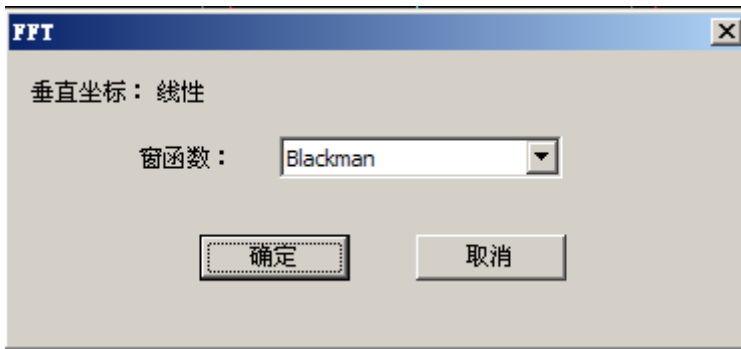 FFT
垂直坐标：线性
窗函数：
Blackman
确定
取消